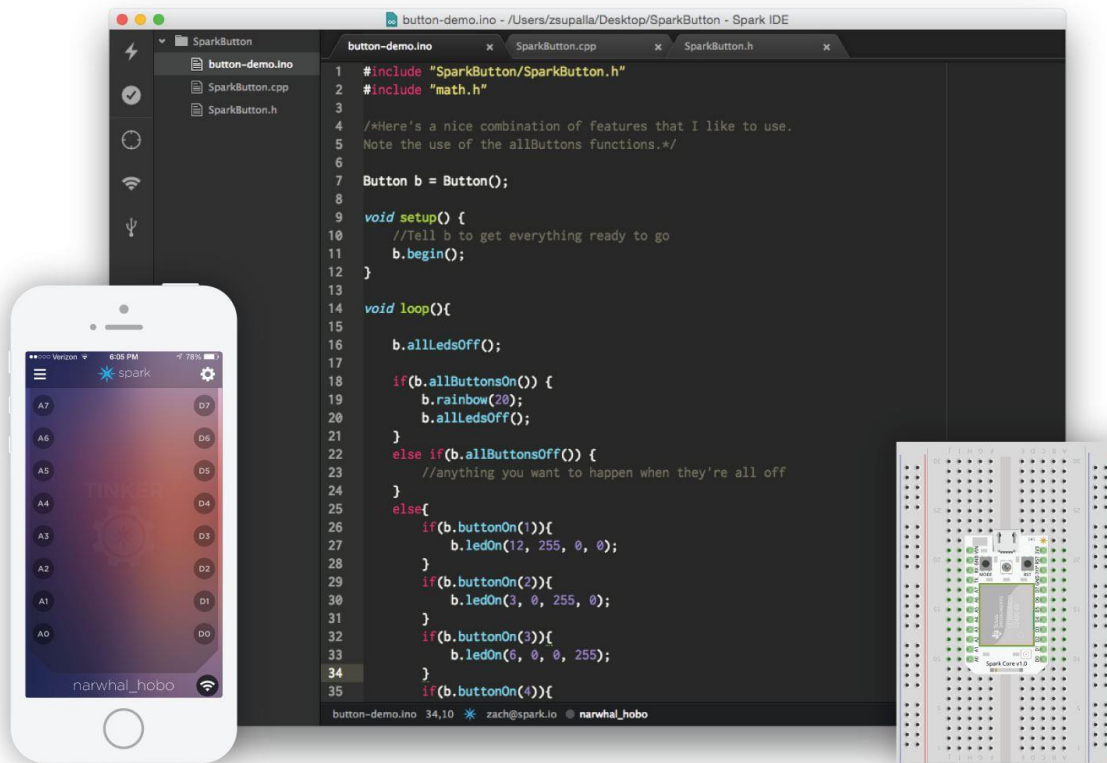 button-demo.ino - /Users/zsupalla/Desktop/SparkButton - Spark IDE
SparkButton
button-demo.ino
SparkButton.cpp
SparkButton.h
button-demo.ino x SparkButton.cpp x SparkButton.h x
1 #include "SparkButton/SparkButton.h"
2 #include "math.h"
3
4 /*Here's a nice combination of features that I like to use.
5 Note the use of the allButtons functions.*/
6
7 Button b = Button();
8
9 void setup() {
10 //Tell b to get everything ready to go
11 b.begin();
12 }
13
14 void loop(){
15
16 b.allLedsOff();
17
18 if(b.allButtonsOn()) {
19 b.rainbow(20);
20 b.allLedsOff();
21 }
22 else if(b.allButtonsOff()) {
23 //anything you want to happen when they're all off
24 }
25 else{
26 if(b.buttonOn(1)){
27 b.ledOn(12, 255, 0, 0);
28 }
29 if(b.buttonOn(2)){
30 b.ledOn(3, 0, 255, 0);
31 }
32 if(b.buttonOn(3)){
33 b.ledOn(6, 0, 0, 255);
34 }
35 if(b.buttonOn(4)){
button-demo.ino 34,10 zach@spark.io narwhal_hobo
Verizon 6:05 PM 78%
spark
A7 D7
A6 D6
A5 D5
TINKER
A4 D4
A3 D3
A2 D2
A1 D1
A0 D0
narwhal_hobo
MODE RST
Spark Core v1.0